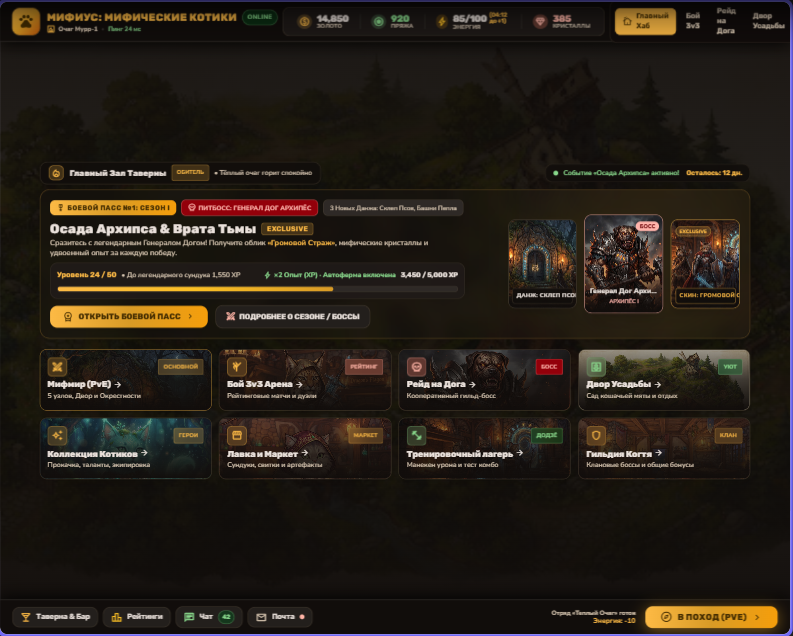 МИФИУС: МИФИЧЕСКИЕ КОТИКИ ONLINE
Очаг Мурр-1 • Пинг 24 мс
14,850
ЗОЛОТО
920
ПРЯЖА
85/100 (04:12 до +1)
ЭНЕРГИЯ
385
КРИСТАЛЛЫ
Главный Хаб
Бой 3v3
Рейд на Дога
Двор Усадьбы
Главный Зал Таверны ОБИТЕЛЬ • Тёплый очаг горит спокойно
Событие «Осада Архипса» активно! Осталось: 12 дн.
БОЕВОЙ ПАСС №1: СЕЗОН I
ПИТБОСС: ГЕНЕРАЛ ДОГ АРХИПЁС
3 Новых Данжа: Склеп Псов, Башни Пепла
Осада Архипса & Врата Тьмы EXCLUSIVE
Сразитесь с легендарным Генералом Догом! Получите облик «Громовой Страж», мифические кристаллы и
удвоенный опыт за каждую победу.
Уровень 24 / 50 • До легендарного сундука 1,550 XP
×2 Опыт (XP) • Автоферма включена 3,450 / 5,000 XP
ОТКРЫТЬ БОЕВОЙ ПАСС ›
ПОДРОБНЕЕ О СЕЗОНЕ / БОССЫ
ДАНЖ: СКЛЕП ПСО
БОСС
Генерал Дог Архи...
АРХИПЁС I
EXCLUSIVE
СКИН: ГРОМОВОЙ С
ОСНОВНОЙ
Мифмир (PvE) →
5 узлов, Двор и Окрестности
РЕЙТИНГ
Бой 3v3 Арена →
Рейтинговые матчи и дуэли
БОСС
Рейд на Дога →
Кооперативный гильд-босс
УЮТ
Двор Усадьбы →
Сад кошачьей мяты и отдых
ГЕРОИ
Коллекция Котиков →
Прокачка, таланты, экипировка
МАРКЕТ
Лавка и Маркет →
Сундуки, свитки и артефакты
ДОДЗЁ
Тренировочный лагерь →
Манекен урона и тест комбо
КЛАН
Гильдия Когтя →
Клановые боссы и общие бонусы
Таверна & Бар
Рейтинги
Чат 42
Почта
Отряд «Теплый Очаг» готов
Энергия: -10
В ПОХОД (PVE) ›